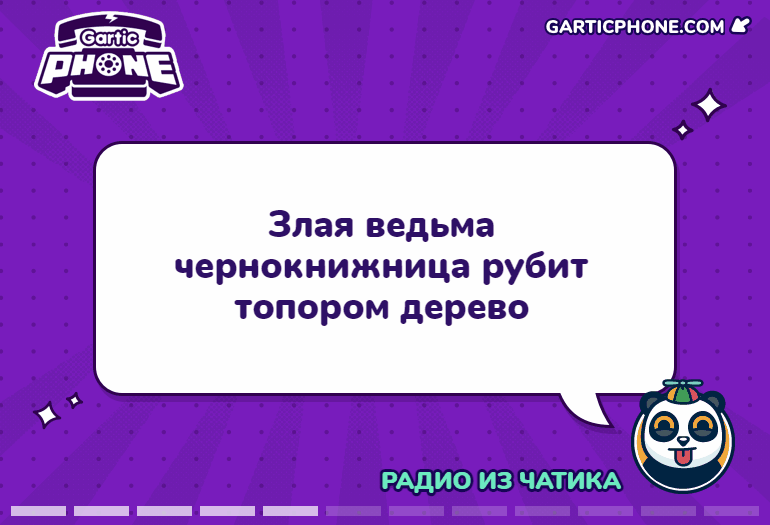 Gartic
PHONE
GARTICPHONE.COM
Злая ведьма
чернокнижница рубит
топором дерево
РАДИО ИЗ ЧАТИКА